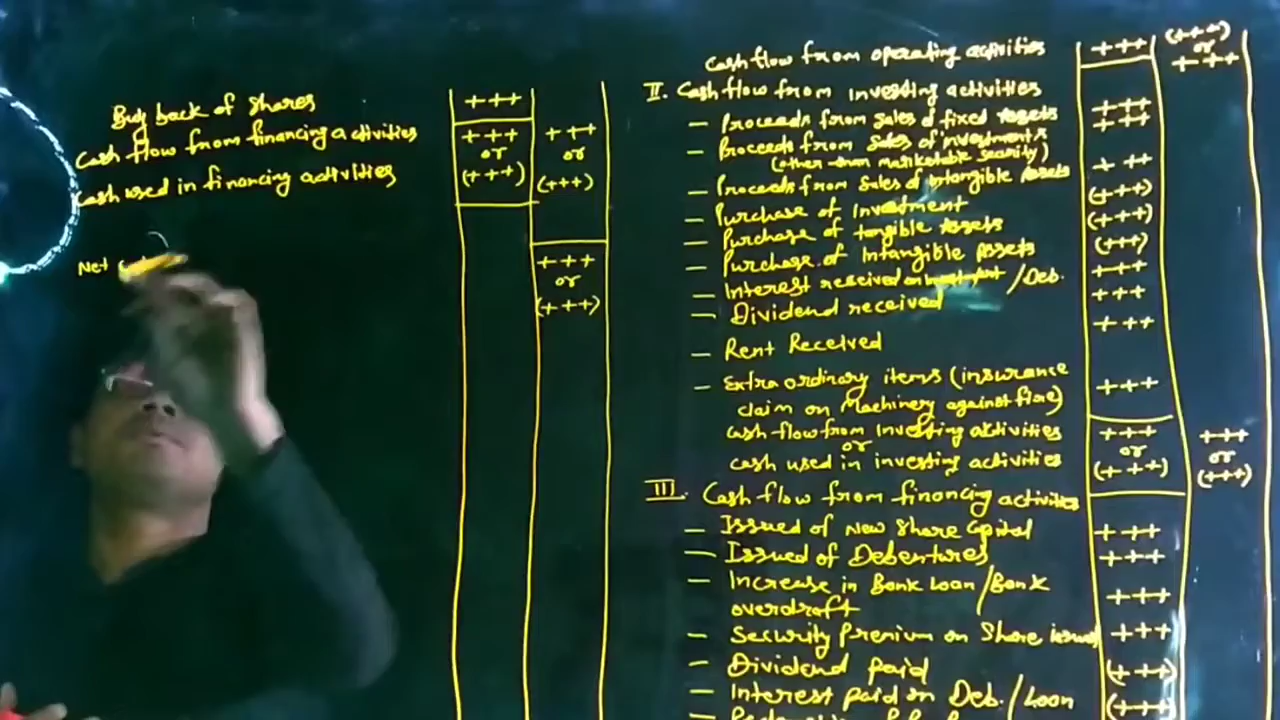 Buy back of shares +++
Cash flow from financing activities +++ +++
or or
Cash used in financing activities (+++) (+++)
Net
+++
or
(+++)
(+++)
Cash flow from operating activities +++ or
+++
II. Cash flow from investing activities
- Proceeds from sales of fixed Assets +++
- Proceeds from sales of investments +++
(other than marketable security)
- Proceeds from sales of Intangible Assets +++
- Purchase of Investment (+++)
- Purchase of tangible Assets (+++)
- Purchase of Intangible Assets (+++)
- Interest received on /Deb. +++
- Dividend received +++
- Rent Received +++
- Extra ordinary items (insurance
claim on Machinery against fire) +++
cash flow from investing activities +++ +++
or or or
cash used in investing activities (+++) (+++)
III. Cash flow from financing activities
- Issued of New Share Capital +++
- Issued of Debentures +++
- Increase in Bank Loan/Bank
overdraft +++
- Security Premium on Share issued +++
- Dividend paid (+++)
- Interest paid on Deb./Loan (+++)